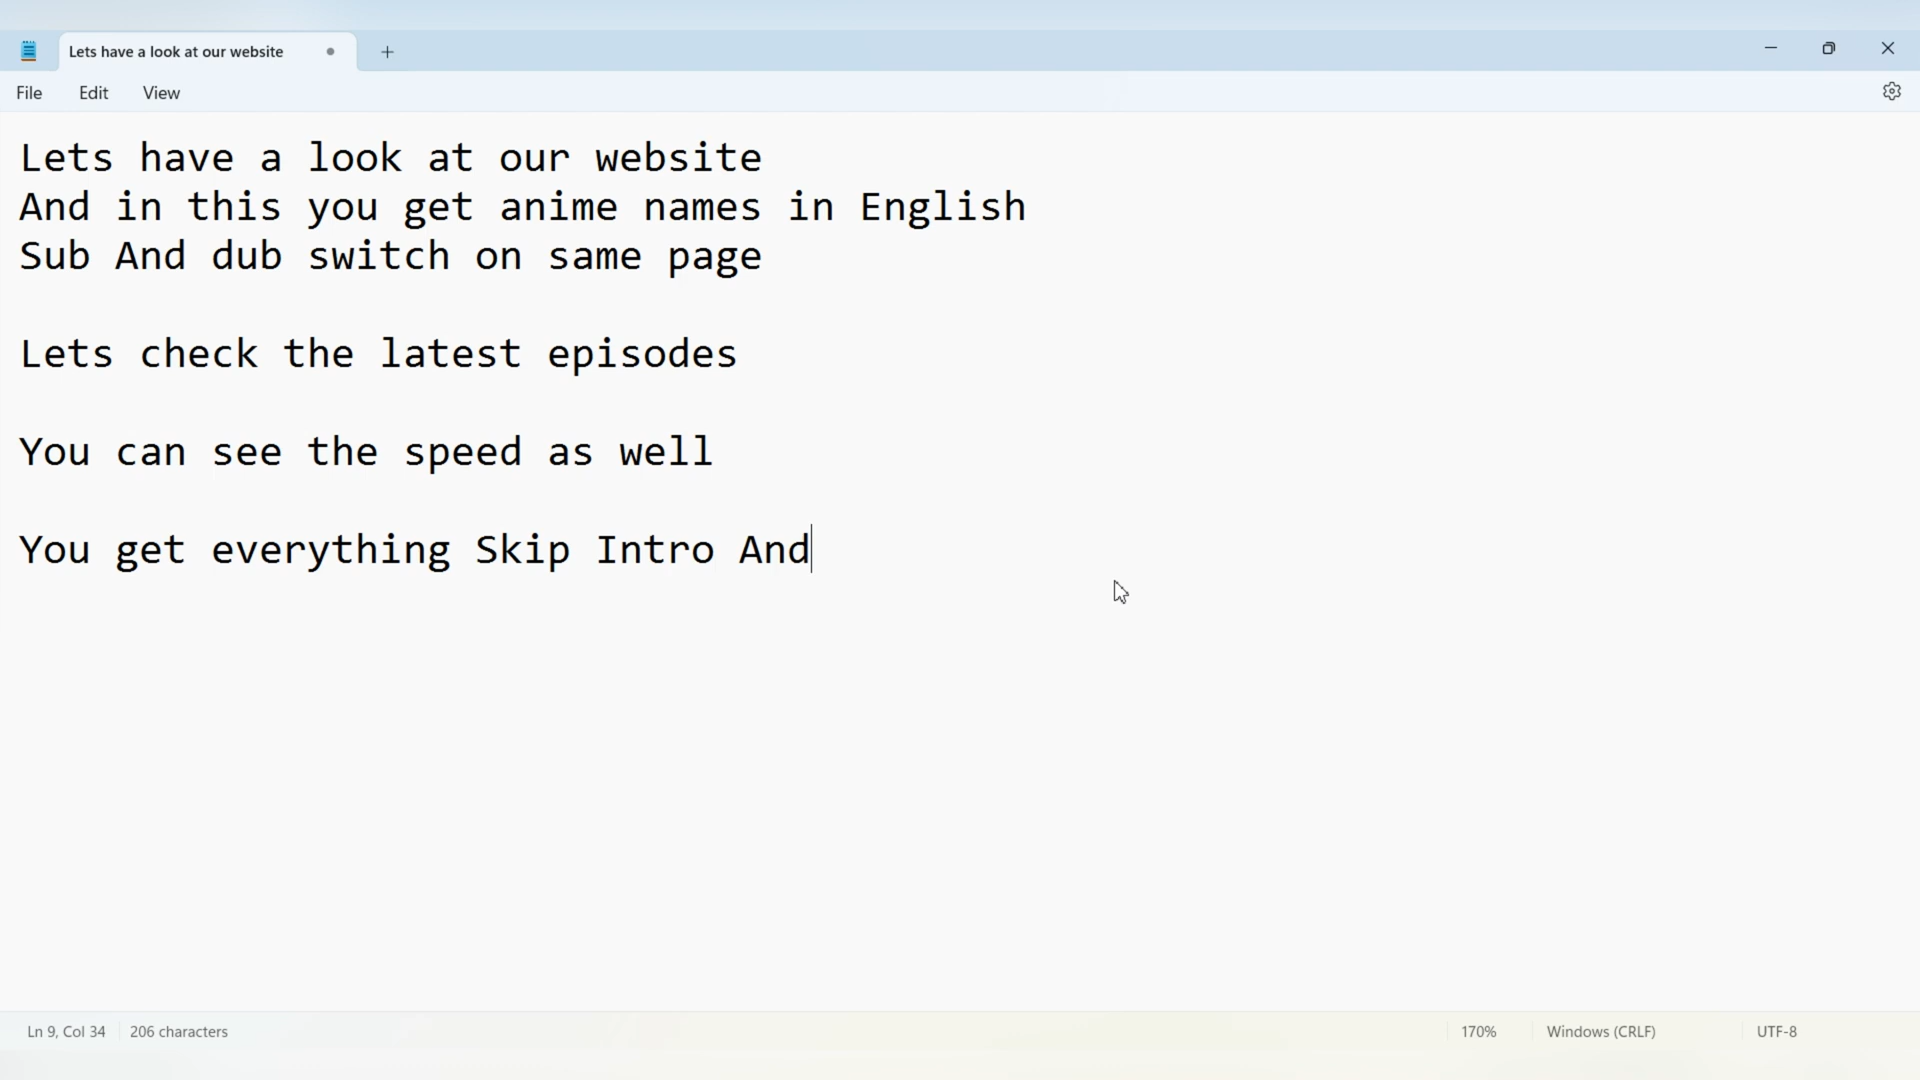 Lets have a look at our website
File Edit View
Lets have a look at our website
And in this you get anime names in English
Sub And dub switch on same page
Lets check the latest episodes
You can see the speed as well
You get everything Skip Intro And
Ln 9, Col 34 206 characters 170% Windows (CRLF) UTF-8